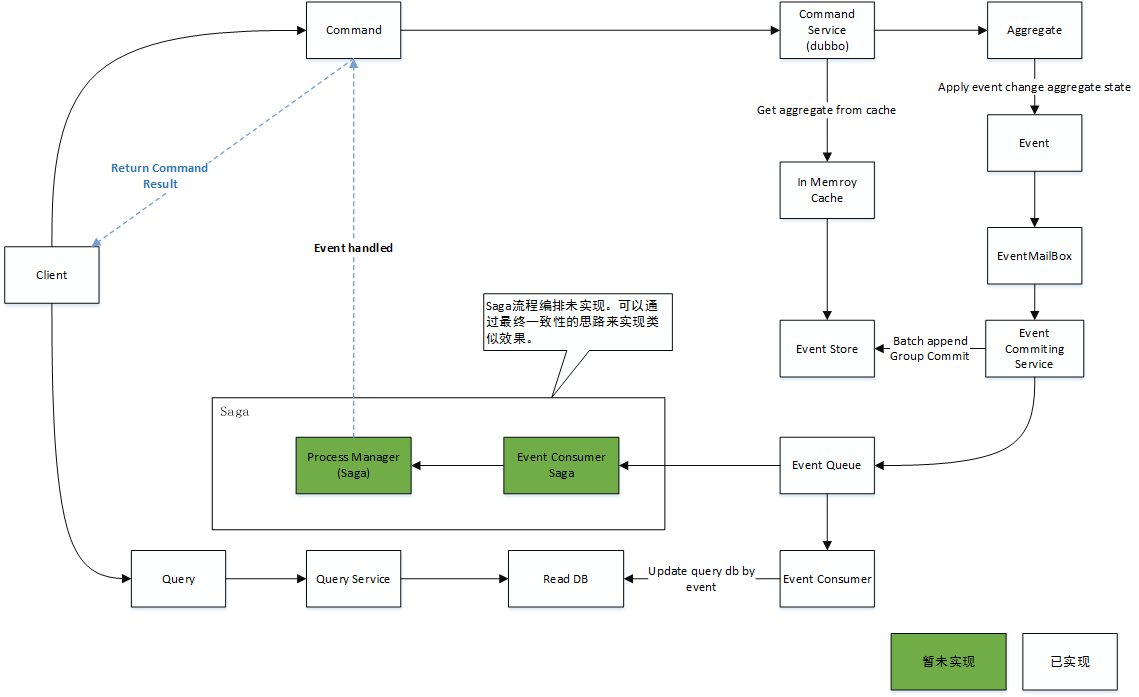 Command
Command
Service
(dubbo)
Aggregate
Apply event change aggregate state
Get aggregate from cache
Event
Return Command
Result
In Memroy
Cache
Event handled
EventMailBox
Client
Saga流程编排未实现。可以通
过最终一致性的思路来实现类
似效果。
Event Store
Batch append
Group Commit
Event
Commiting
Service
Saga
Process Manager
(Saga)
Event Consumer
Saga
Event Queue
Query
Query Service
Read DB
Update query db by
event
Event Consumer
暂未实现
已实现